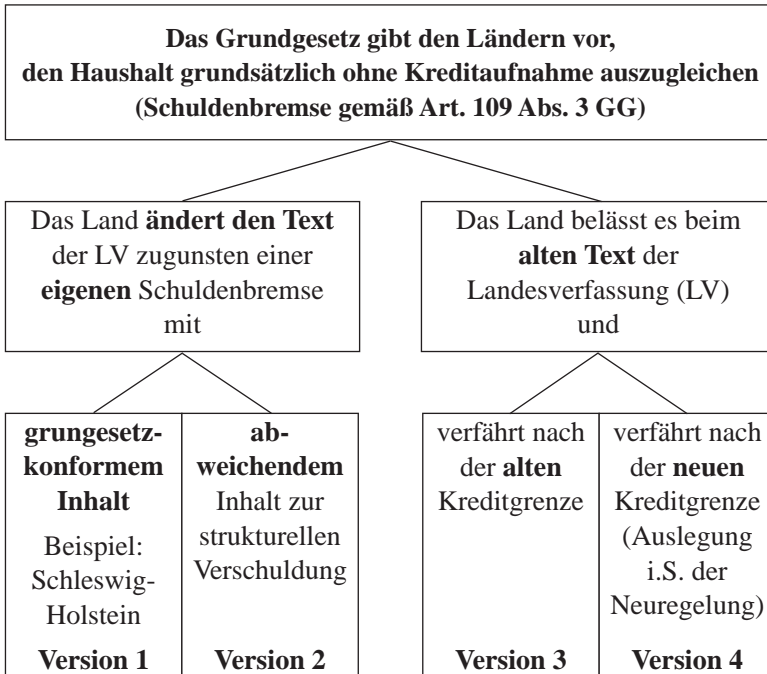 Das Grundgesetz gibt den Ländern vor,
den Haushalt grundsätzlich ohne Kreditaufnahme auszugleichen
(Schuldenbremse gemäß Art. 109 Abs. 3 GG)
Das Land ändert den Text
der LV zugunsten einer
eigenen Schuldenbremse
mit
Das Land belässt es beim
alten Text der
Landesverfassung (LV)
und
grungesetz-
konformem
Inhalt
Beispiel:
Schleswig-
Holstein
Version 1
ab-
weichendem
Inhalt zur
strukturellen
Verschuldung
Version 2
verfährt nach
der alten
Kreditgrenze
Version 3
verfährt nach
der neuen
Kreditgrenze
(Auslegung
i.S. der
Neuregelung)
Version 4